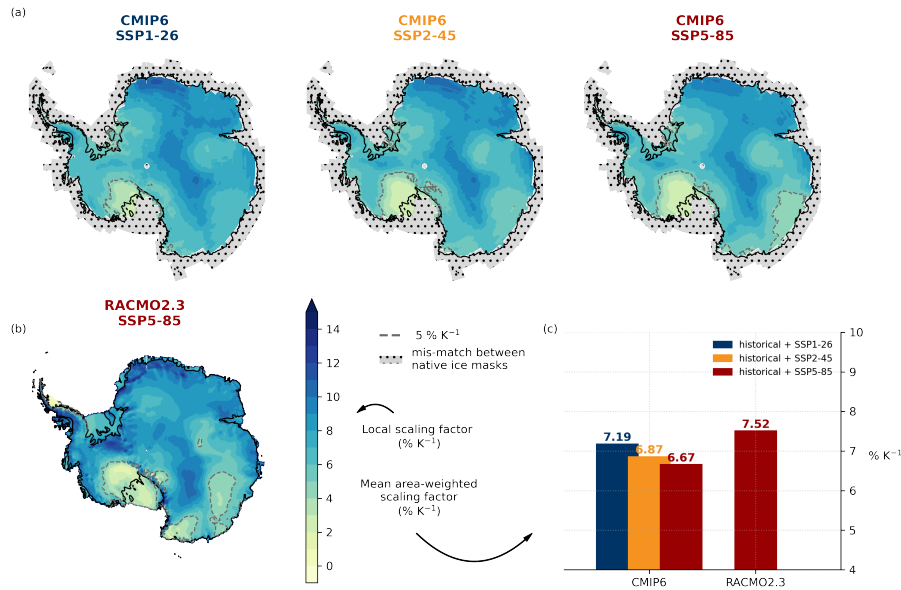 (a)
CMIP6
SSP1-26
CMIP6
SSP2-45
CMIP6
SSP5-85
RACMO2.3
SSP5-85
(b)
14
12
10
8
6
4
2
0
5 % K⁻¹
mis-match between
native ice masks
Local scaling factor
(% K⁻¹)
Mean area-weighted
scaling factor
(% K⁻¹)
(c)
historical + SSP1-26
historical + SSP2-45
historical + SSP5-85
7.19
6.87
6.67
7.52
10
9
8
7
6
5
4
% K⁻¹
CMIP6
RACMO2.3